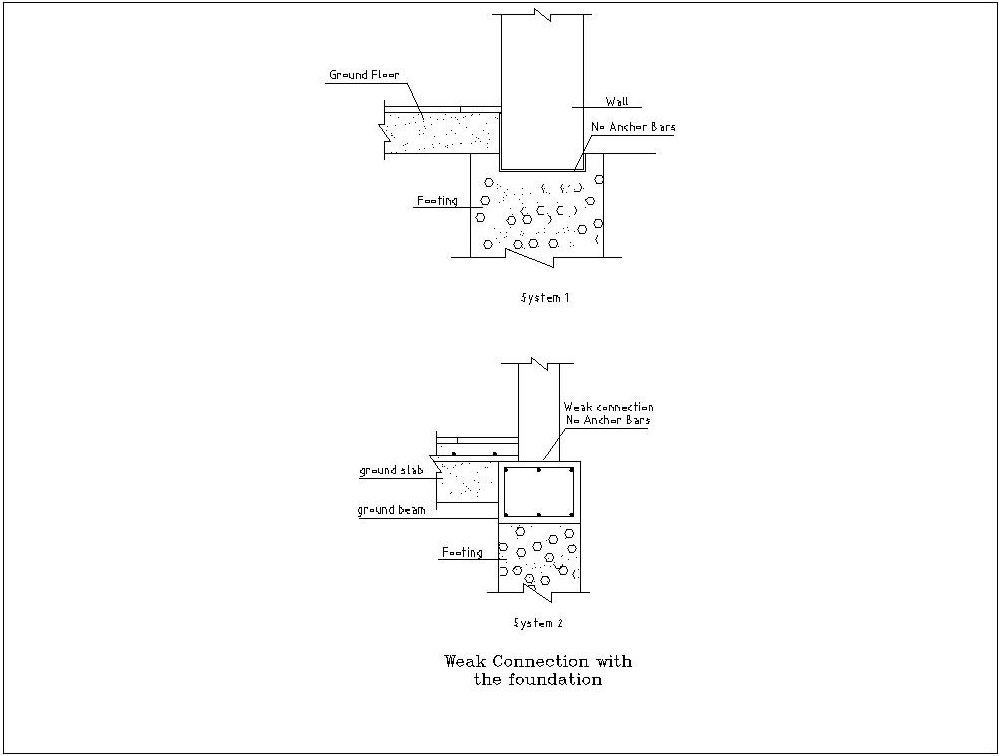 Ground Floor
Wall
No Anchor Bars
Footing
System 1
Weak connection
No Anchor Bars
ground slab
ground beam
Footing
System 2
Weak Connection with
the foundation